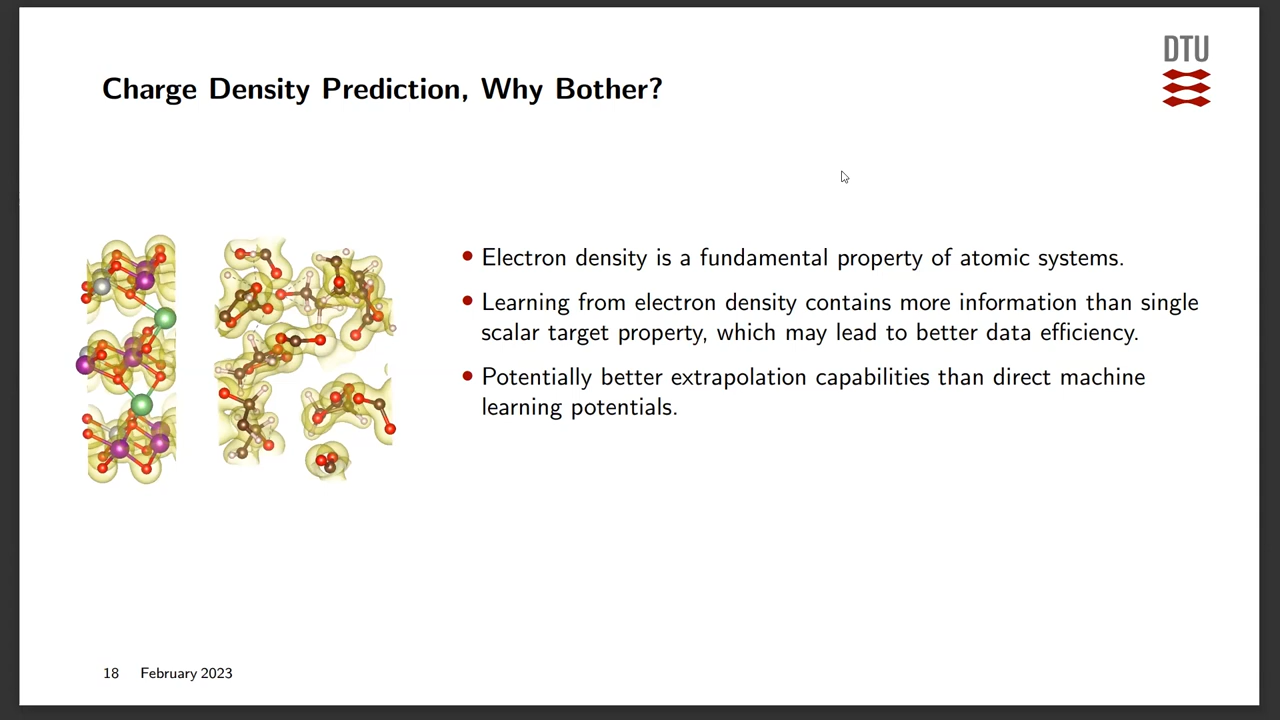 DTU
Charge Density Prediction, Why Bother?
• Electron density is a fundamental property of atomic systems.
• Learning from electron density contains more information than single
scalar target property, which may lead to better data efficiency.
• Potentially better extrapolation capabilities than direct machine
learning potentials.
18 February 2023